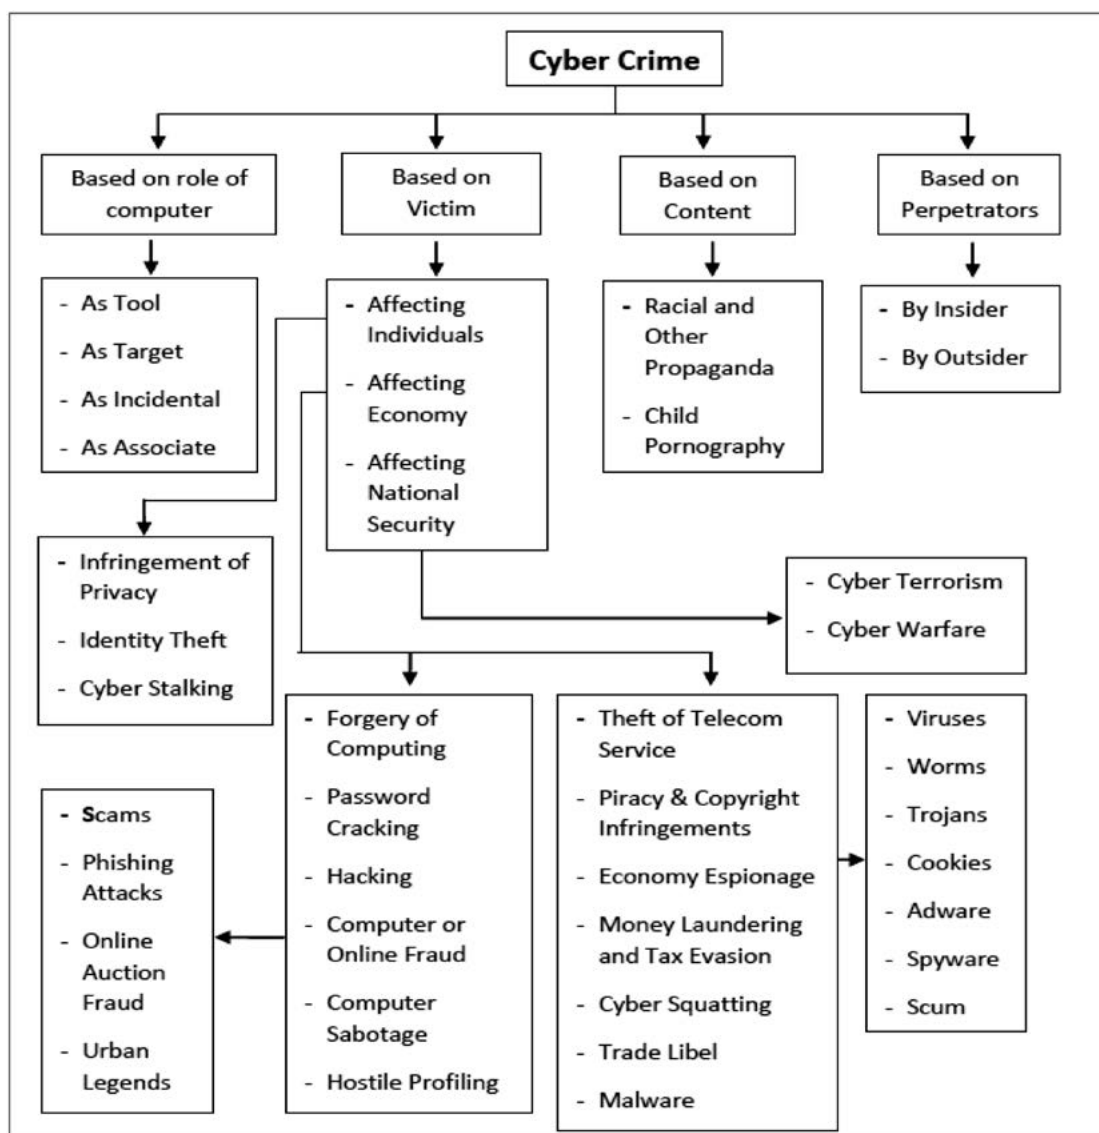 Cyber Crime
Based on role of
computer
Based on
Victim
Based on
Content
Based on
Perpetrators
- As Tool
- As Target
- As Incidental
- As Associate
- Affecting
Individuals
- Affecting
Economy
- Affecting
National
Security
- Racial and
Other
Propaganda
- Child
Pornography
- By Insider
- By Outsider
- Infringement of
Privacy
- Identity Theft
- Cyber Stalking
- Cyber Terrorism
- Cyber Warfare
- Scams
- Phishing
Attacks
- Online
Auction
Fraud
- Urban
Legends
- Forgery of
Computing
- Password
Cracking
- Hacking
- Computer or
Online Fraud
- Computer
Sabotage
- Hostile Profiling
- Theft of Telecom
Service
- Piracy & Copyright
Infringements
- Economy Espionage
- Money Laundering
and Tax Evasion
- Cyber Squatting
- Trade Libel
- Malware
- Viruses
- Worms
- Trojans
- Cookies
- Adware
- Spyware
- Scum